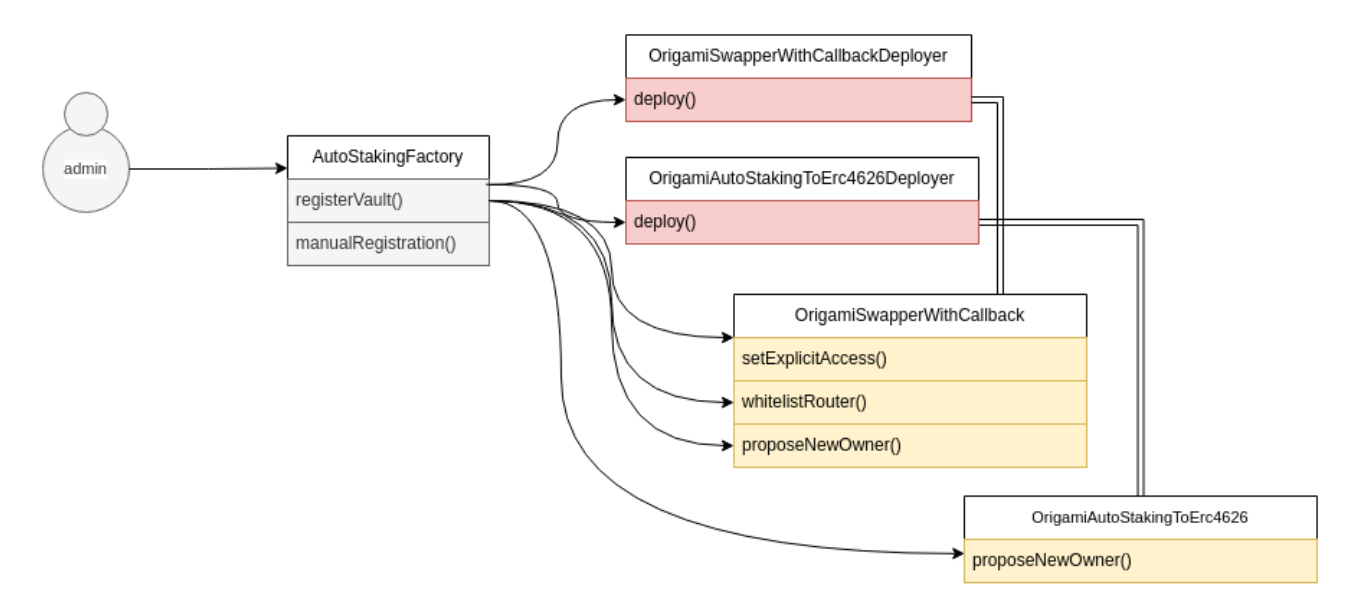 admin
AutoStakingFactory
registerVault()
manualRegistration()
OrigamiSwapperWithCallbackDeployer
deploy()
OrigamiAutoStakingToErc4626Deployer
deploy()
OrigamiSwapperWithCallback
setExplicitAccess()
whitelistRouter()
proposeNewOwner()
OrigamiAutoStakingToErc4626
proposeNewOwner()